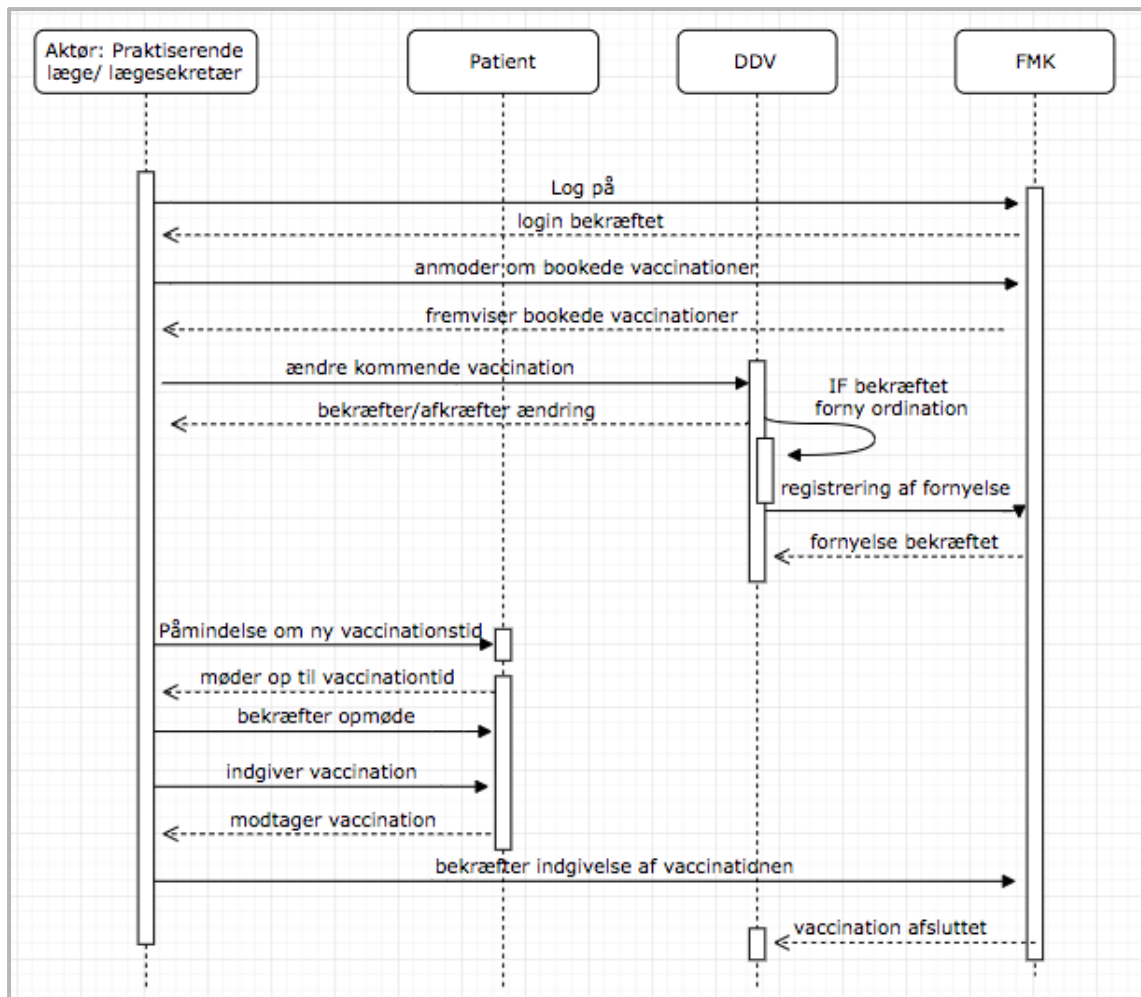 Aktør: Praktiserende
læge/ lægesekretær
Patient
DDV
FMK
Log på
login bekræftet
anmoder om bookede vaccinationer
fremviser bookede vaccinationer
ændre kommende vaccination
IF bekræftet
forny ordination
bekræfter/afkræfter ændring
registrering af fornyelse
fornyelse bekræftet
Påmindelse om ny vaccinationstid
møder op til vaccinationtid
bekræfter opmøde
indgiver vaccination
modtager vaccination
bekræfter indgivelse af vaccinatidnen
vaccination afsluttet